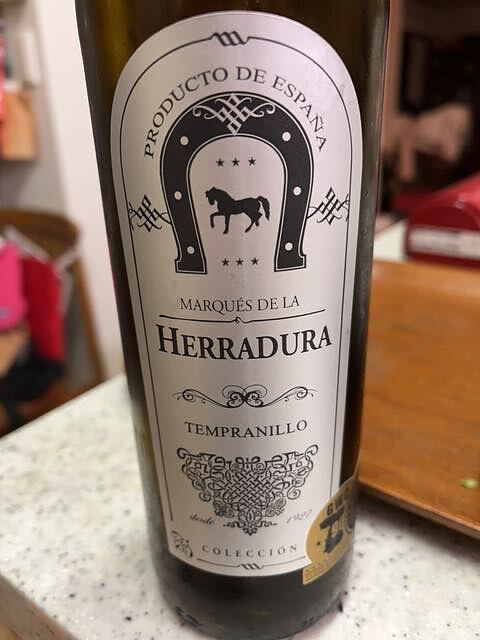 PRODUCTO DE ESPAÑA
MARQUÉS DE LA
HERRADURA
TEMPRANILLO
desde 1927
COLECCIÓN